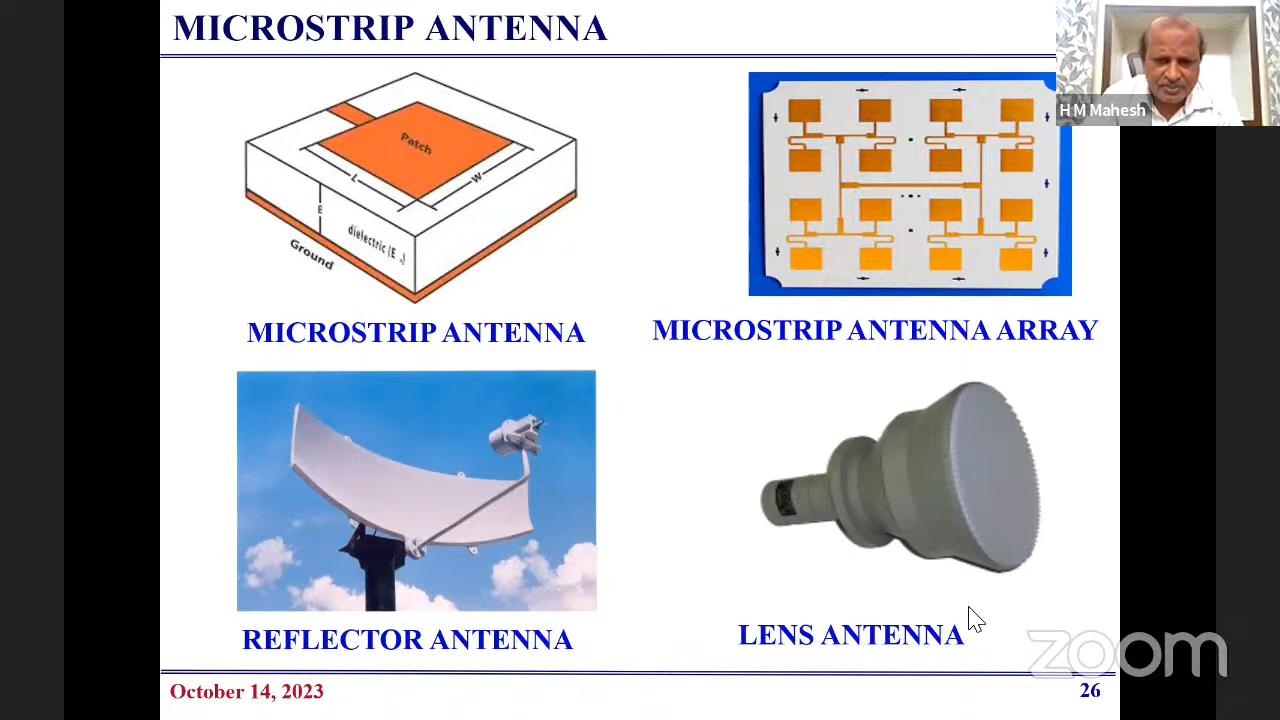 MICROSTRIP ANTENNA
H M Mahesh
Patch
L
W
E
dielectric (E
Ground
MICROSTRIP ANTENNA
MICROSTRIP ANTENNA ARRAY
REFLECTOR ANTENNA
LENS ANTENNA
zoom
October 14, 2023
26